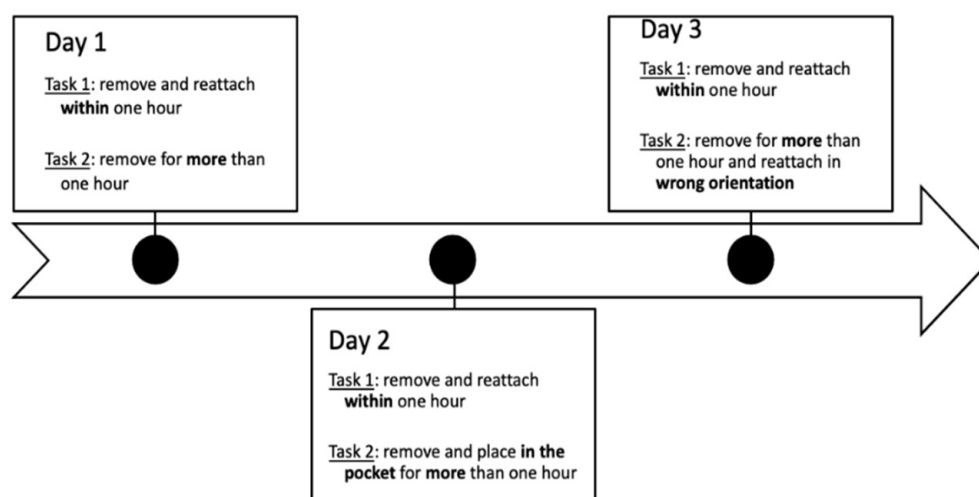 Day 1
Task 1: remove and reattach
within one hour
Task 2: remove for more than
one hour
Day 2
Task 1: remove and reattach
within one hour
Task 2: remove and place in the
pocket for more than one hour
Day 3
Task 1: remove and reattach
within one hour
Task 2: remove for more than
one hour and reattach in
wrong orientation